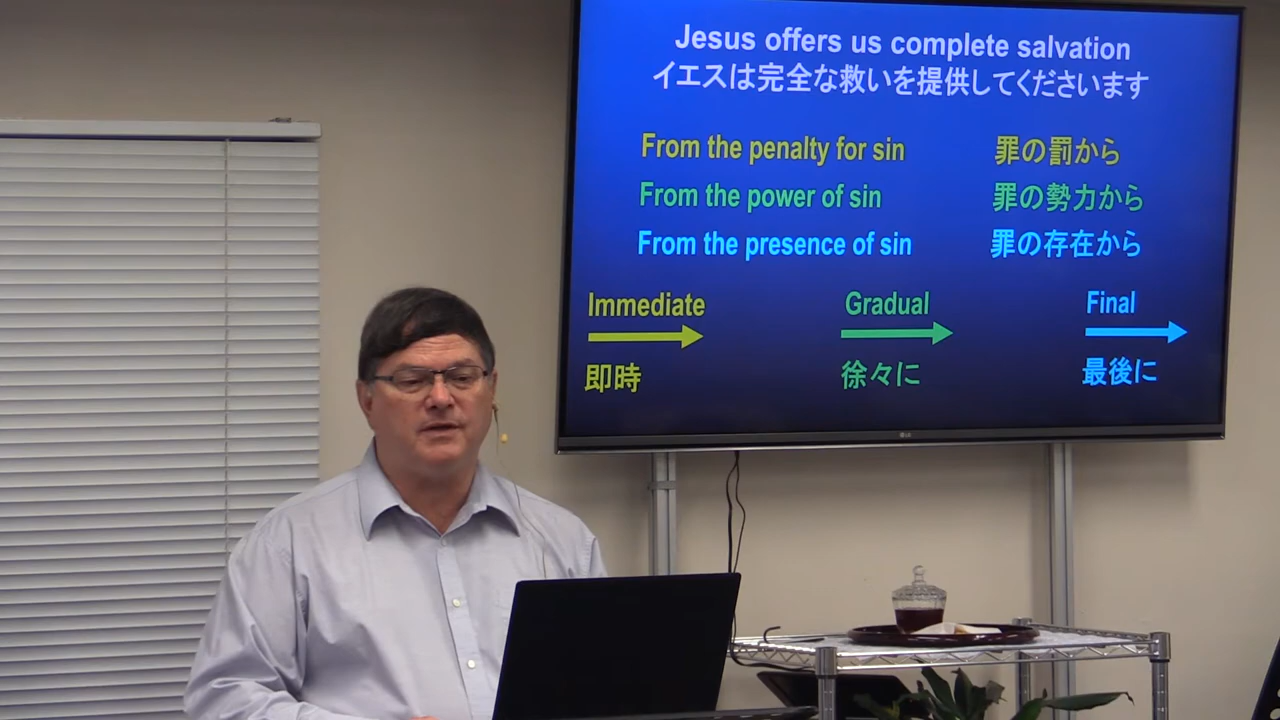 Jesus offers us complete salvation
イエスは完全な救いを提供してくださいます
From the penalty for sin 罪の罰から
From the power of sin 罪の勢力から
From the presence of sin 罪の存在から
Immediate Gradual Final
即時 徐々に 最後に
LG